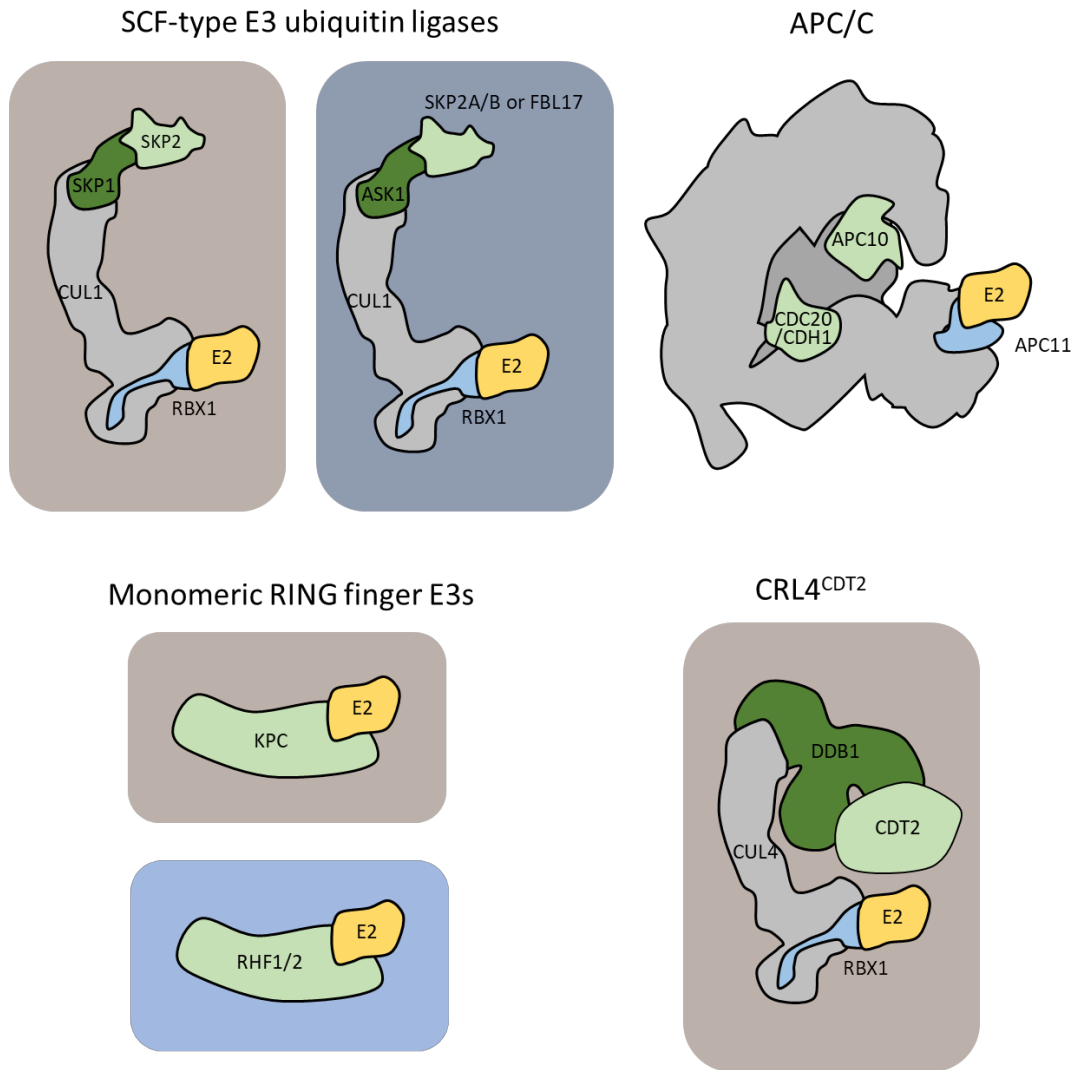 SCF-type E3 ubiquitin ligases
SKP2
SKP1
CUL1
E2
RBX1
SKP2A/B or FBL17
ASK1
CUL1
E2
RBX1
APC/C
APC10
CDC20
/CDH1
E2
APC11
Monomeric RING finger E3s
KPC
E2
RHF1/2
E2
CRL4CDT2
DDB1
CDT2
CUL4
E2
RBX1